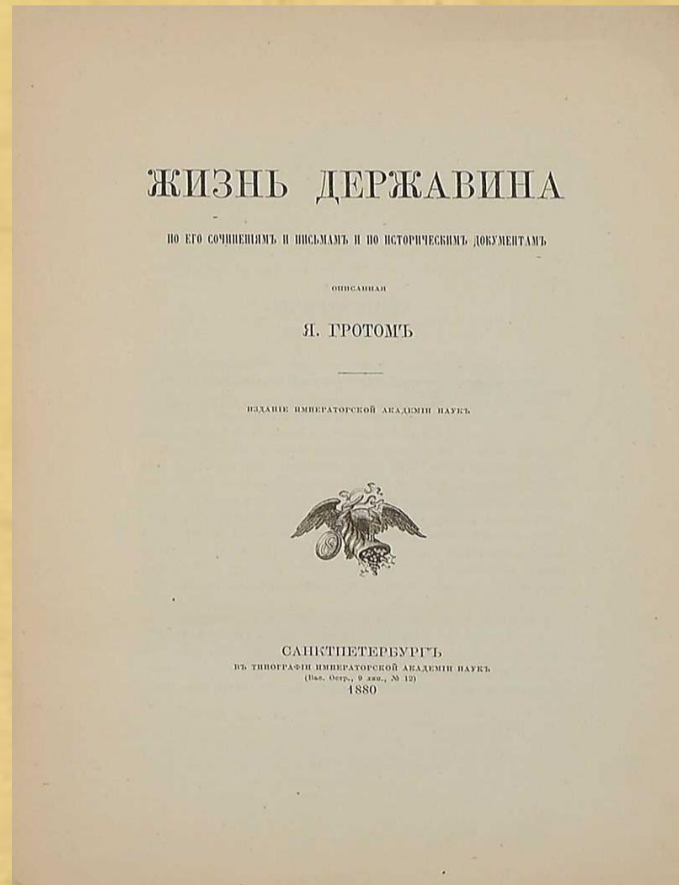 ЖИЗНЬ ДЕРЖАВИНА
ПО ЕГО СОЧИНЕНІЯМЪ И ПИСЬМАМЪ И ПО ИСТОРИЧЕСКИМЪ ДОКУМЕНТАМЪ
ОПИСАННАЯ
Я. ГРОТОМЪ
ИЗДАНІЕ ИМПЕРАТОРСКОЙ АКАДЕМІИ НАУКЪ
САНКТПЕТЕРБУРГЪ
ВЪ ТИПОГРАФІИ ИМПЕРАТОРСКОЙ АКАДЕМІИ НАУКЪ
(Вас. Остр., 9 лин., № 12)
1880